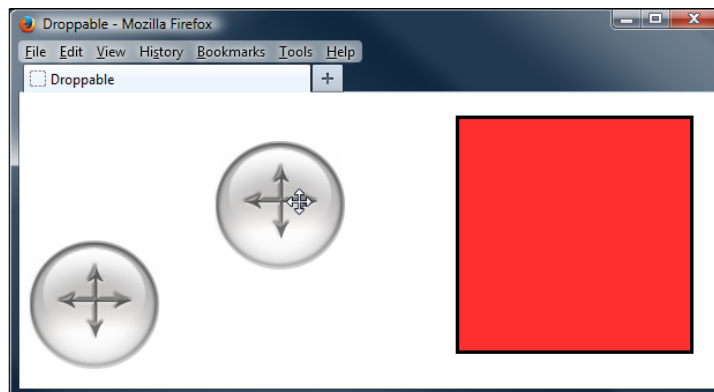 Droppable - Mozilla Firefox
File Edit View History Bookmarks Tools Help
Droppable